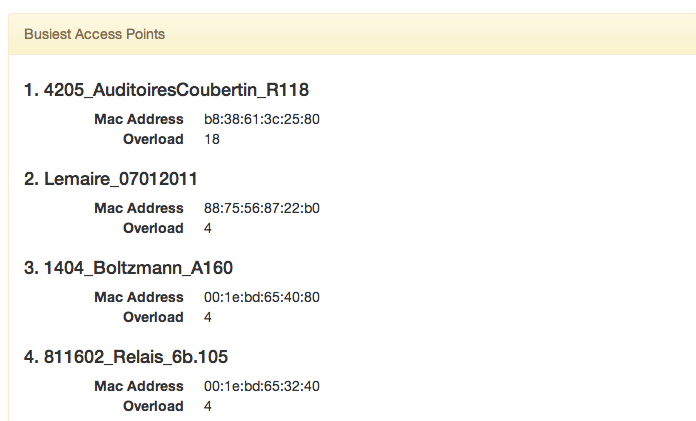 Busiest Access Points
1. 4205_AuditoiresCoubertin_R118
Mac Address b8:38:61:3c:25:80
Overload 18
2. Lemaire_07012011
Mac Address 88:75:56:87:22:b0
Overload 4
3. 1404_Boltzmann_A160
Mac Address 00:1e:bd:65:40:80
Overload 4
4. 811602_Relais_6b.105
Mac Address 00:1e:bd:65:32:40
Overload 4